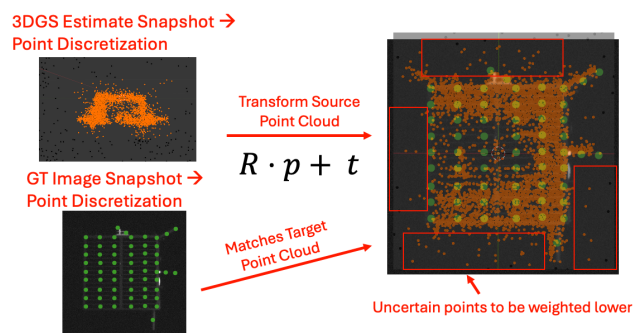 3DGS Estimate Snapshot →
Point Discretization
Transform Source
Point Cloud
R · p + t
GT Image Snapshot →
Point Discretization
Matches Target
Point Cloud
Uncertain points to be weighted lower